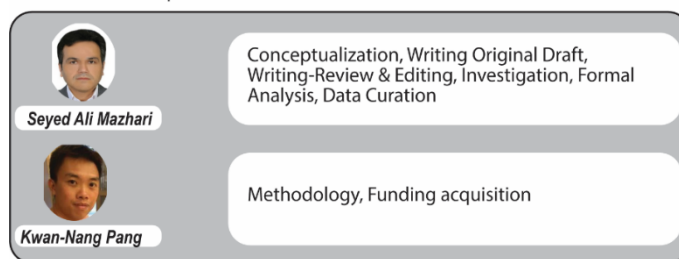 Seyed Ali Mazhari
Conceptualization, Writing Original Draft,
Writing-Review & Editing, Investigation, Formal
Analysis, Data Curation
Kwan-Nang Pang
Methodology, Funding acquisition